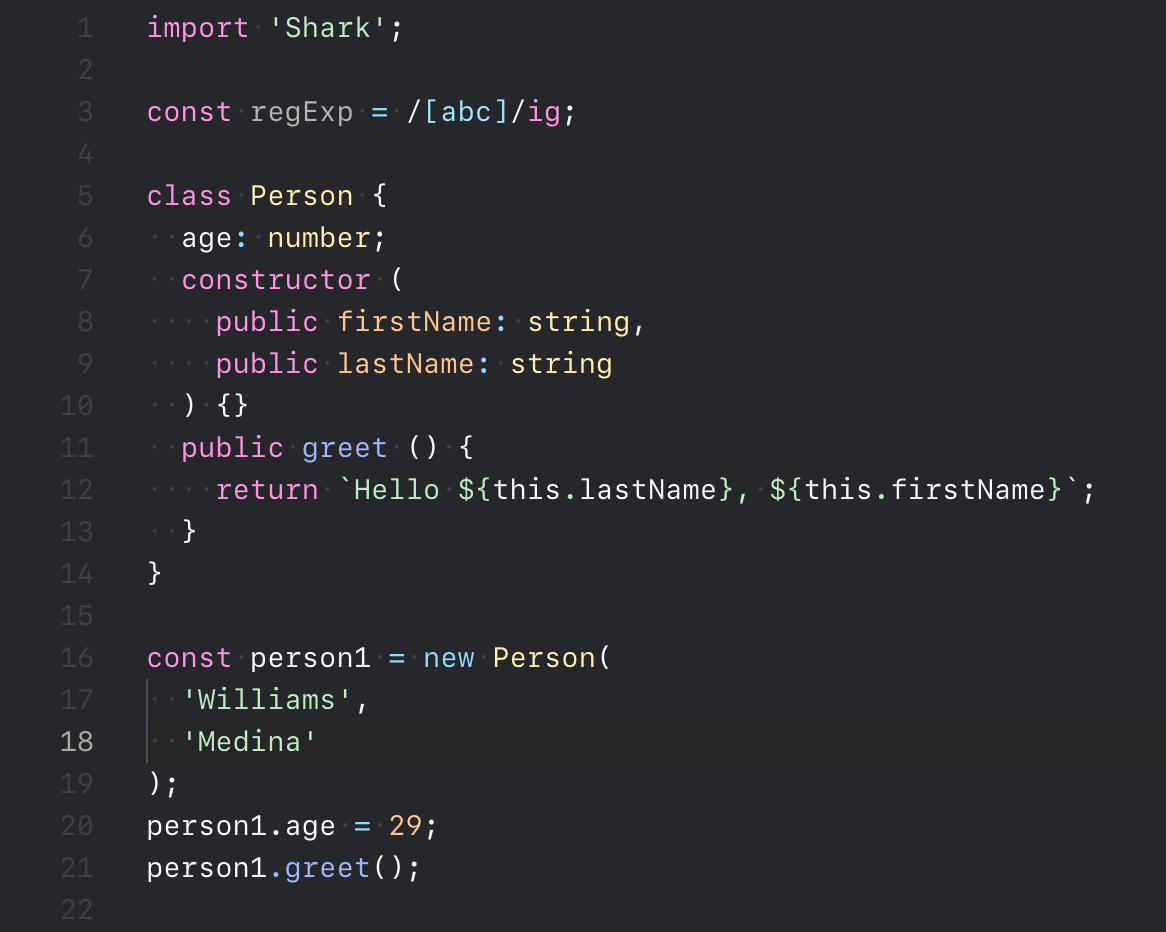 1 import 'Shark';
2
3 const regExp = /[abc]/ig;
4
5 class Person {
6   age: number;
7   constructor (
8     public firstName: string,
9     public lastName: string
10   ) {}
11   public greet () {
12     return `Hello ${this.lastName}, ${this.firstName}`;
13   }
14 }
15
16 const person1 = new Person(
17   'Williams',
18   'Medina'
19 );
20 person1.age = 29;
21 person1.greet();
22